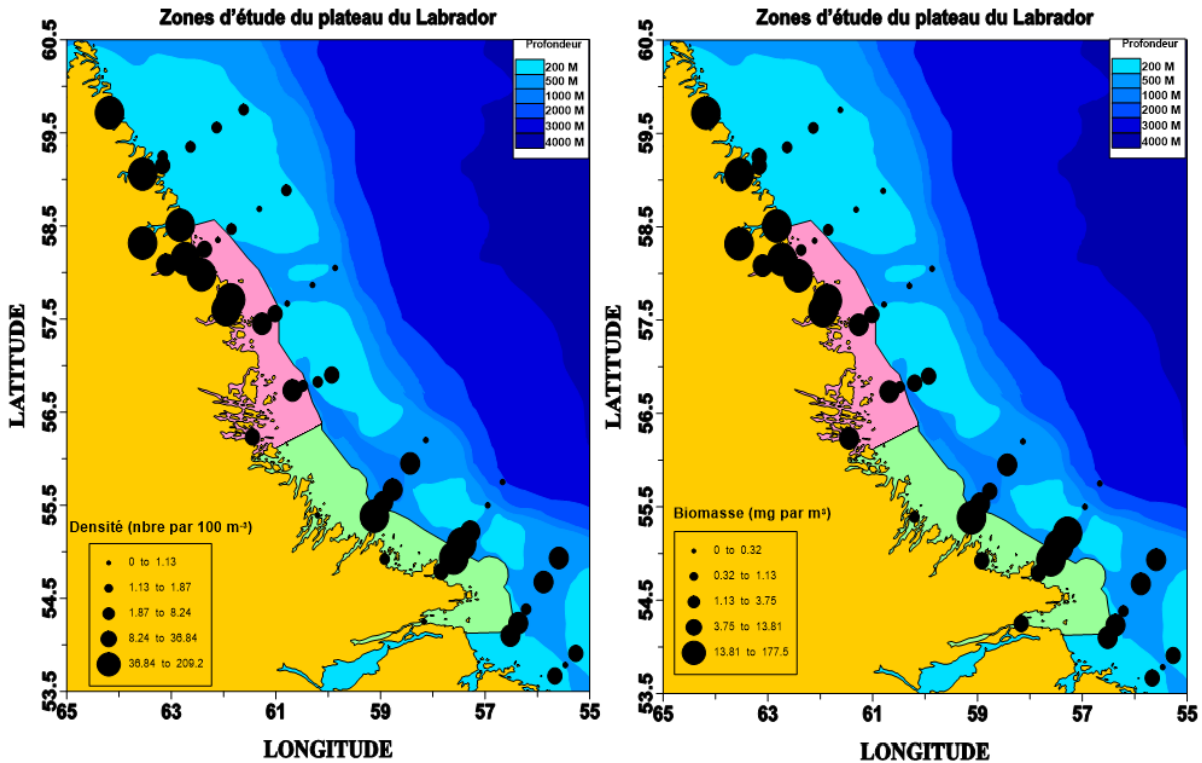 Zones d'étude du plateau du Labrador
60.5
59.5
58.5
57.5
56.5
55.5
54.5
53.5
LATITUDE
Profondeur
200 M
500 M
1000 M
2000 M
3000 M
4000 M
Densité (nbre par 100 m⁻³)
0 to 1.13
1.13 to 1.87
1.87 to 8.24
8.24 to 36.84
36.84 to 209.2
65
63
61
59
57
55
LONGITUDE
Zones d'étude du plateau du Labrador
60.5
59.5
58.5
57.5
56.5
55.5
54.5
53.5
LATITUDE
Profondeur
200 M
500 M
1000 M
2000 M
3000 M
4000 M
Biomasse (mg par m³)
0 to 0.32
0.32 to 1.13
1.13 to 3.75
3.75 to 13.81
13.81 to 177.5
65
63
61
59
57
55
LONGITUDE